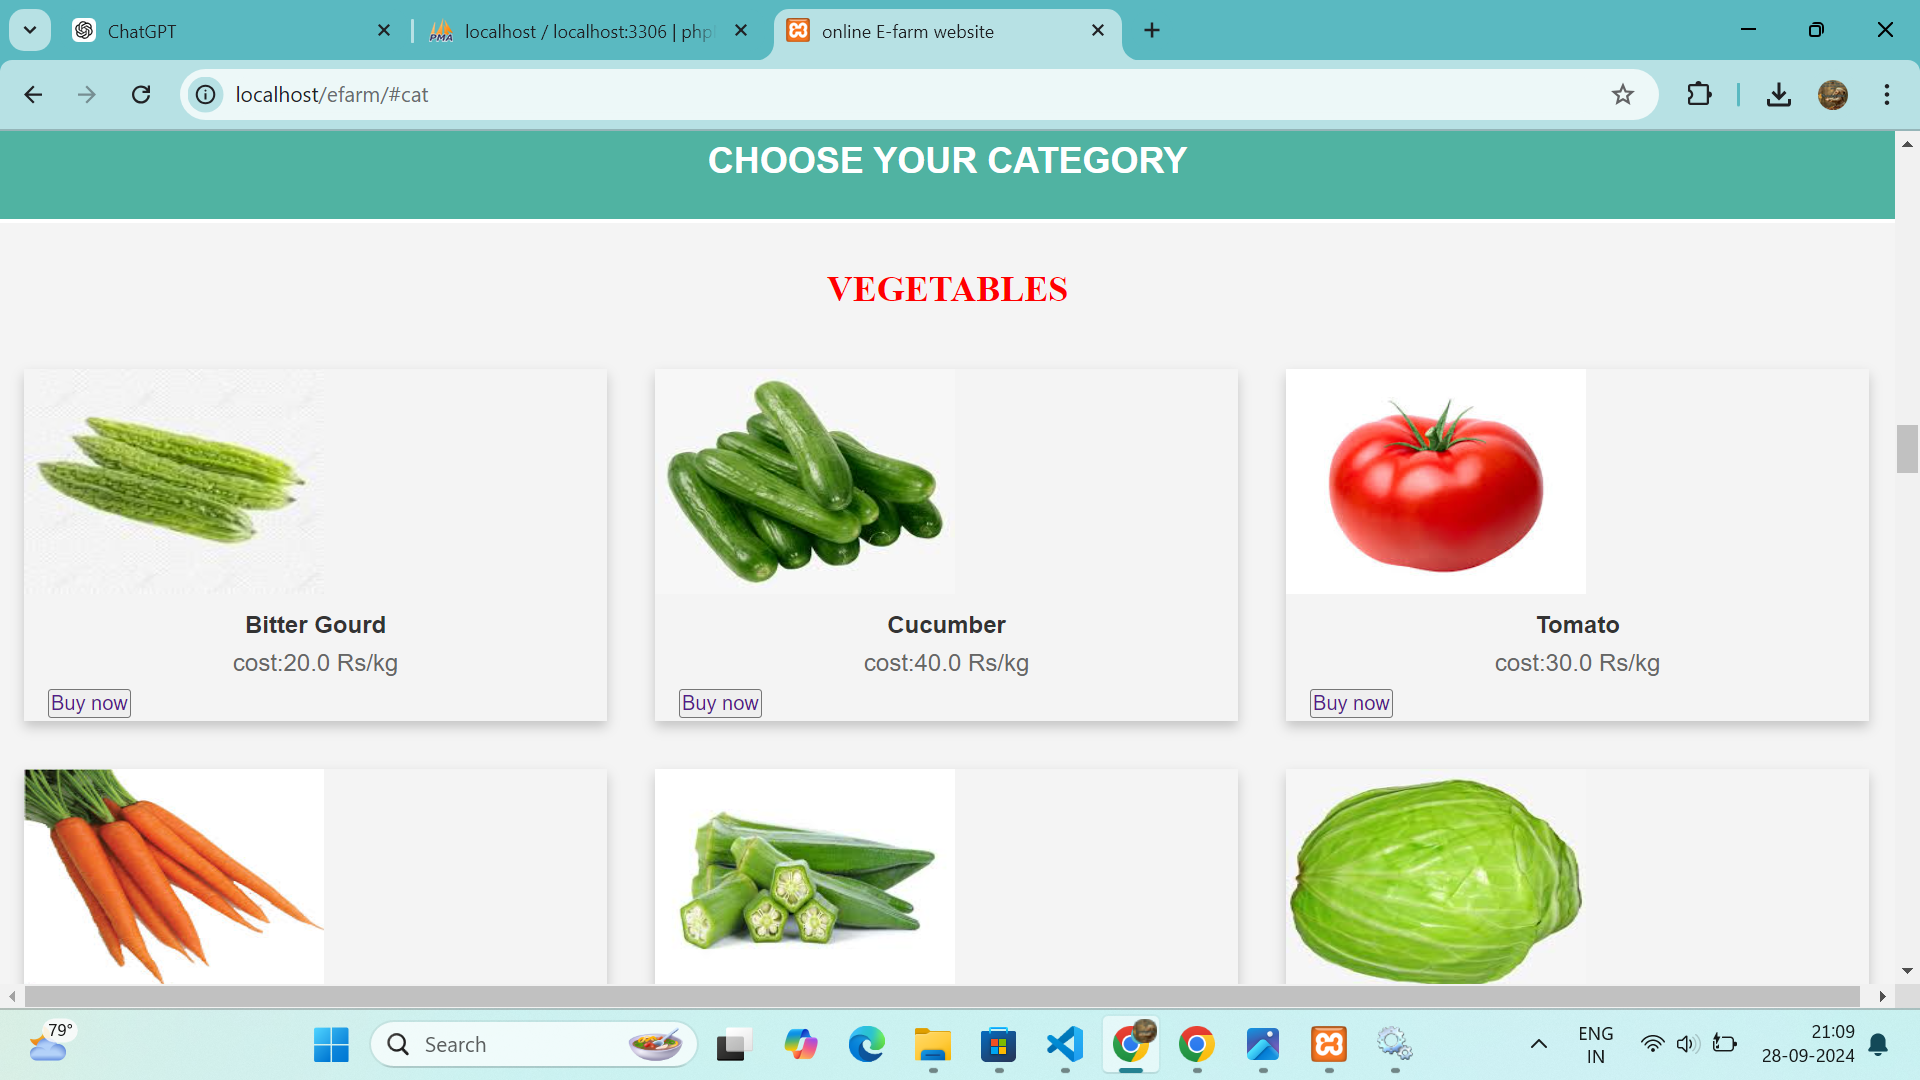 ChatGPT
localhost / localhost:3306 | php
online E-farm website
localhost/efarm/#cat
CHOOSE YOUR CATEGORY
VEGETABLES
Bitter Gourd
cost:20.0 Rs/kg
Buy now
Cucumber
cost:40.0 Rs/kg
Buy now
Tomato
cost:30.0 Rs/kg
Buy now
79°
Search
ENG
IN
21:09
28-09-2024
PMA